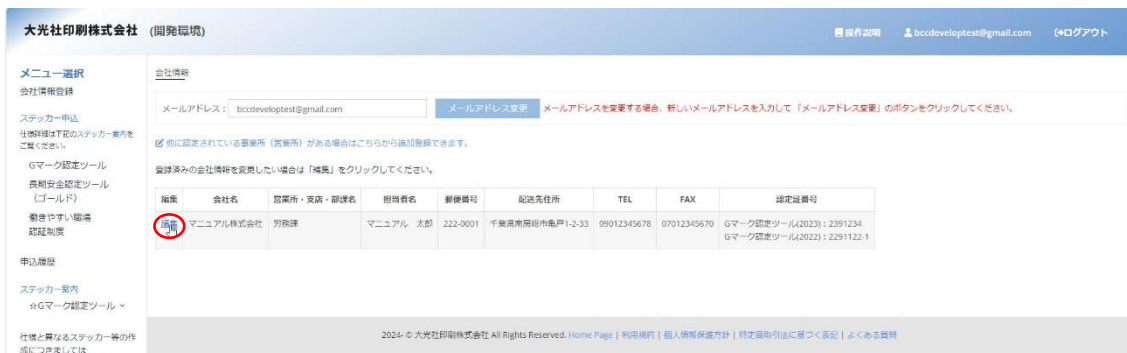 大光社印刷株式会社 (開発環境)
操作説明 bccdeveloptest@gmail.com ログアウト
メニュー選択
会社情報登録
ステッカー申込
仕様詳細は下記のステッカー案内を
ご覧ください。
Gマーク認定ツール
長期安全認定ツール
(ゴールド)
働きやすい職場
認証制度
申込履歴
ステッカー案内
☆Gマーク認定ツール
仕様と異なるステッカー等の作
成につきましては
会社情報
メールアドレス: bccdeveloptest@gmail.com メールアドレス変更 メールアドレスを変更する場合、新しいメールアドレスを入力して「メールアドレス変更」のボタンをクリックしてください。
他に認定されている事業所(営業所)がある場合はこちらから追加登録できます。
登録済みの会社情報を変更したい場合は「編集」をクリックしてください。
編集 会社名 営業所・支店・部課名 担当者名 郵便番号 配送先住所 TEL FAX 認定証番号
編集 マニュアル株式会社 労務課 マニュアル 太郎 222-0001 千葉県南房総市亀戸1-2-33 09012345678 07012345670 Gマーク認定ツール(2023):2391234
Gマーク認定ツール(2022):2291122-1
2024- © 大光社印刷株式会社 All Rights Reserved. Home Page | 利用規約 | 個人情報保護方針 | 特定商取引法に基づく表記 | よくある質問